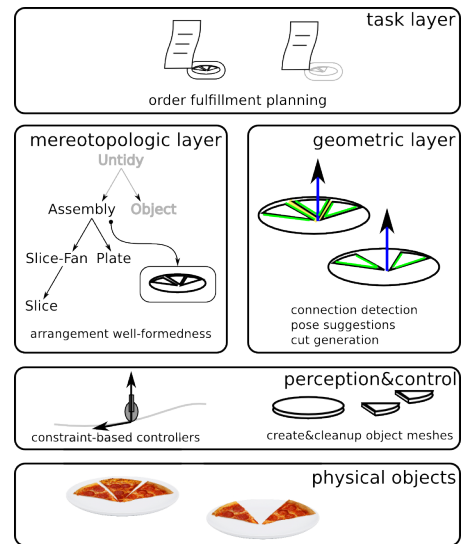 task layer
order fulfillment planning
mereotopologic layer
Untidy
Assembly Object
Slice-Fan Plate
Slice
arrangement well-formedness
geometric layer
connection detection
pose suggestions
cut generation
perception&control
constraint-based controllers
create&cleanup object meshes
physical objects